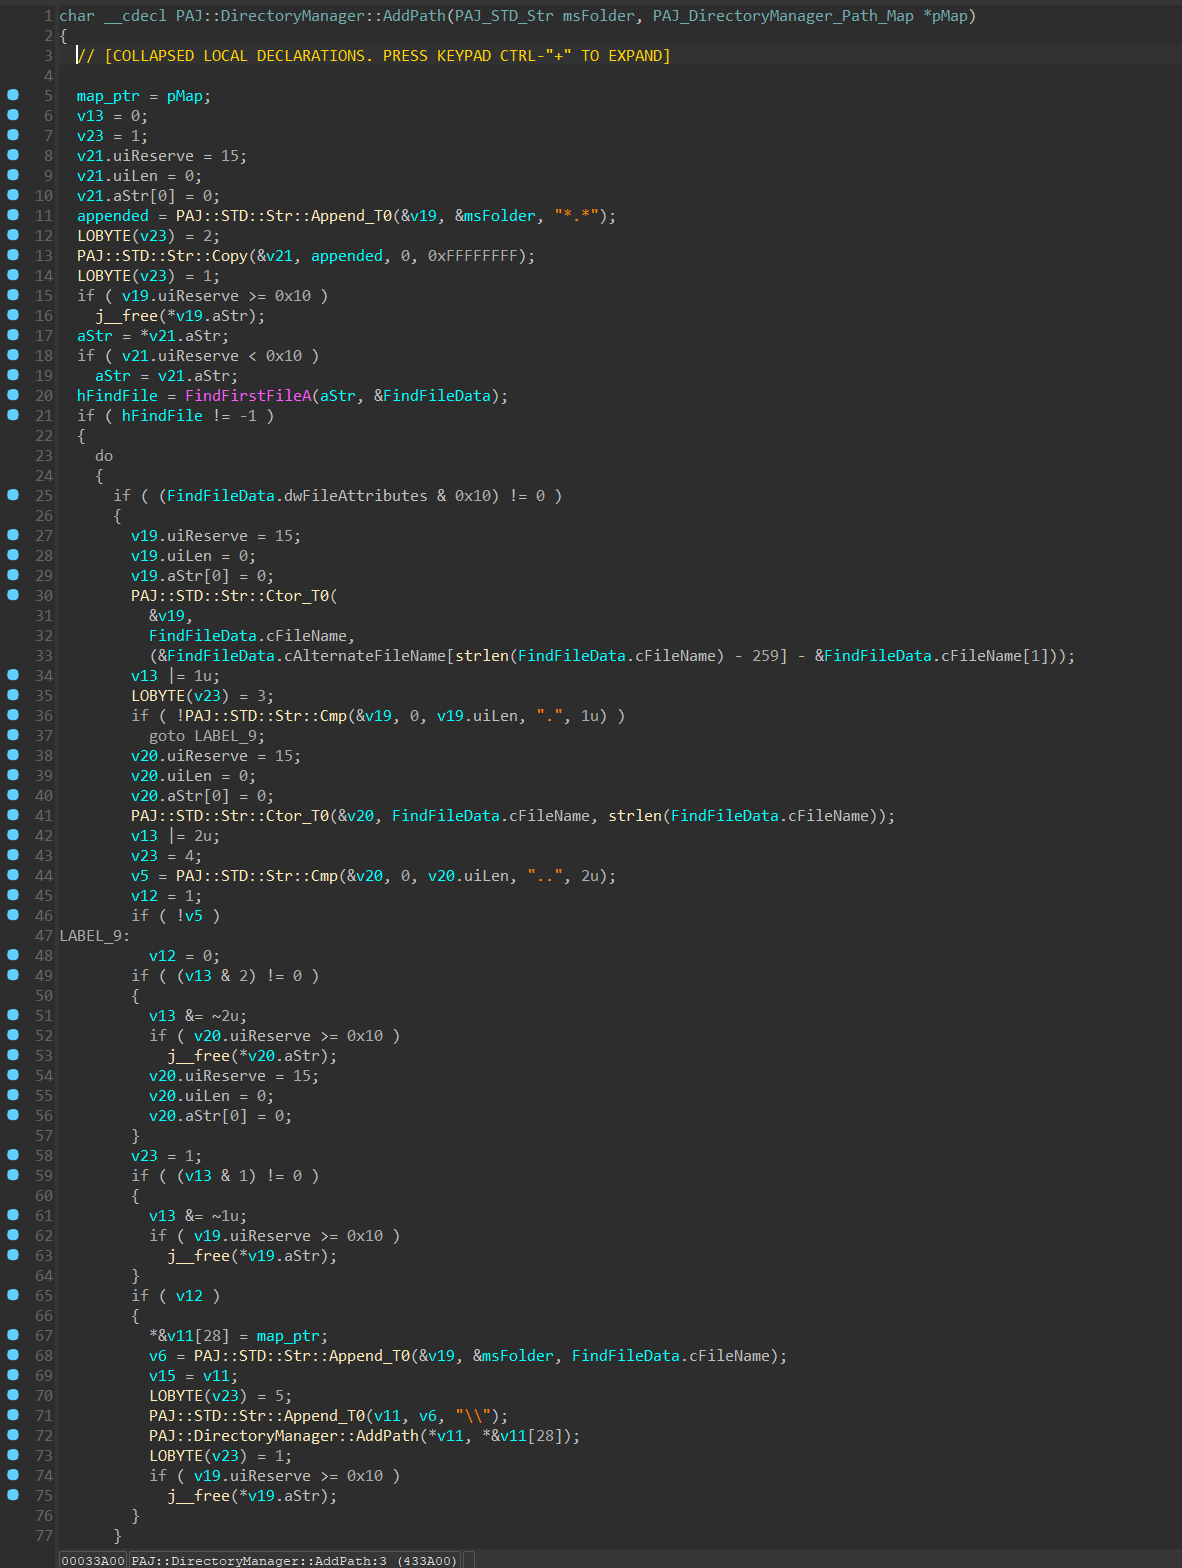 1 char __cdecl PAJ::DirectoryManager::AddPath(PAJ_STD_Str msFolder, PAJ_DirectoryManager_Path_Map *pMap)
2 {
3   // [COLLAPSED LOCAL DECLARATIONS. PRESS KEYPAD CTRL-"+" TO EXPAND]
4
5   map_ptr = pMap;
6   v13 = 0;
7   v23 = 1;
8   v21.uiReserve = 15;
9   v21.uiLen = 0;
10   v21.aStr[0] = 0;
11   appended = PAJ::STD::Str::Append_T0(&v19, &msFolder, "*.*");
12   LOBYTE(v23) = 2;
13   PAJ::STD::Str::Copy(&v21, appended, 0, 0xFFFFFFFF);
14   LOBYTE(v23) = 1;
15   if ( v19.uiReserve >= 0x10 )
16     j__free(*v19.aStr);
17   aStr = *v21.aStr;
18   if ( v21.uiReserve < 0x10 )
19     aStr = v21.aStr;
20   hFindFile = FindFirstFileA(aStr, &FindFileData);
21   if ( hFindFile != -1 )
22   {
23     do
24     {
25       if ( (FindFileData.dwFileAttributes & 0x10) != 0 )
26       {
27         v19.uiReserve = 15;
28         v19.uiLen = 0;
29         v19.aStr[0] = 0;
30         PAJ::STD::Str::Ctor_T0(
31           &v19,
32           FindFileData.cFileName,
33           (&FindFileData.cAlternateFileName[strlen(FindFileData.cFileName) - 259] - &FindFileData.cFileName[1]));
34         v13 |= 1u;
35         LOBYTE(v23) = 3;
36         if ( !PAJ::STD::Str::Cmp(&v19, 0, v19.uiLen, ".", 1u) )
37           goto LABEL_9;
38         v20.uiReserve = 15;
39         v20.uiLen = 0;
40         v20.aStr[0] = 0;
41         PAJ::STD::Str::Ctor_T0(&v20, FindFileData.cFileName, strlen(FindFileData.cFileName));
42         v13 |= 2u;
43         v23 = 4;
44         v5 = PAJ::STD::Str::Cmp(&v20, 0, v20.uiLen, "..", 2u);
45         v12 = 1;
46         if ( !v5 )
47 LABEL_9:
48           v12 = 0;
49         if ( (v13 & 2) != 0 )
50         {
51           v13 &= ~2u;
52           if ( v20.uiReserve >= 0x10 )
53             j__free(*v20.aStr);
54           v20.uiReserve = 15;
55           v20.uiLen = 0;
56           v20.aStr[0] = 0;
57         }
58         v23 = 1;
59         if ( (v13 & 1) != 0 )
60         {
61           v13 &= ~1u;
62           if ( v19.uiReserve >= 0x10 )
63             j__free(*v19.aStr);
64         }
65         if ( v12 )
66         {
67           *&v11[28] = map_ptr;
68           v6 = PAJ::STD::Str::Append_T0(&v19, &msFolder, FindFileData.cFileName);
69           v15 = v11;
70           LOBYTE(v23) = 5;
71           PAJ::STD::Str::Append_T0(v11, v6, "\\");
72           PAJ::DirectoryManager::AddPath(*v11, *&v11[28]);
73           LOBYTE(v23) = 1;
74           if ( v19.uiReserve >= 0x10 )
75             j__free(*v19.aStr);
76         }
77       }
00033A00 PAJ::DirectoryManager::AddPath:3 (433A00)